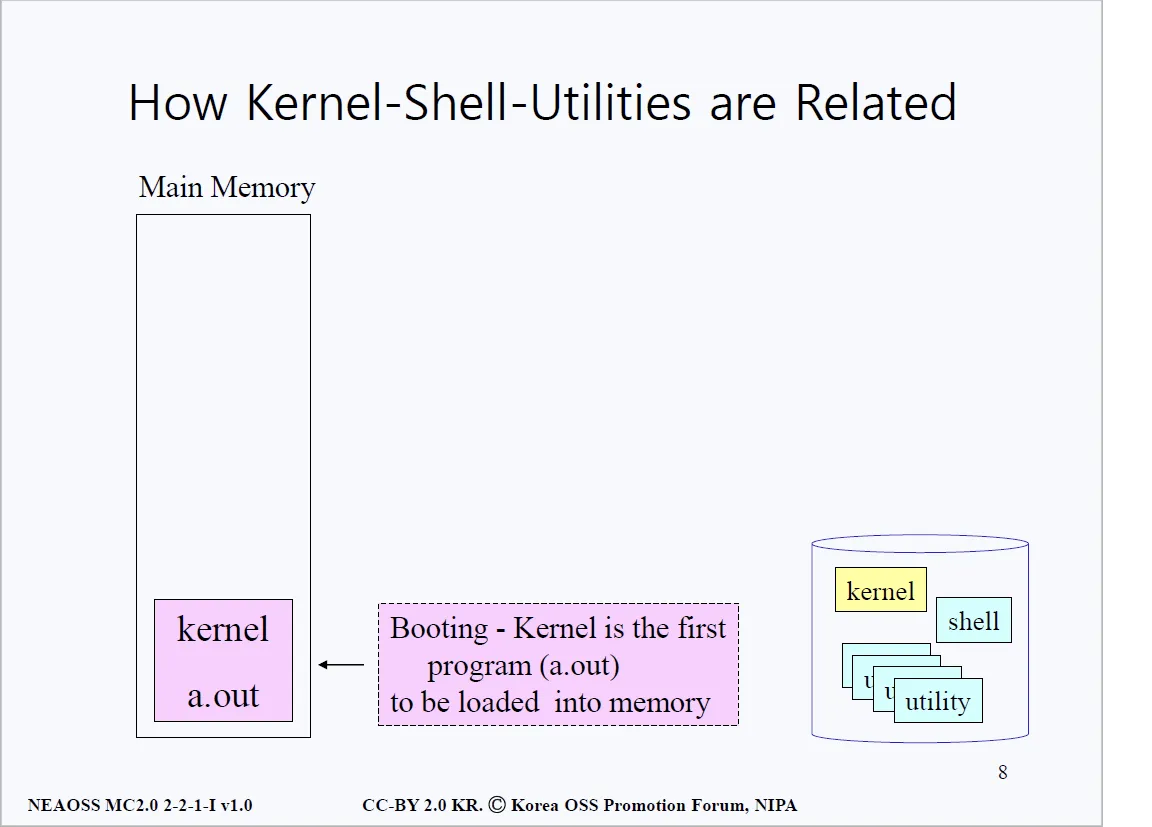 How Kernel-Shell-Utilities are Related
Main Memory
kernel
a.out
Booting - Kernel is the first
program (a.out)
to be loaded into memory
kernel
shell
u
u
utility
8
NEAOSS MC2.0 2-2-1-I v1.0
CC-BY 2.0 KR. Ⓒ Korea OSS Promotion Forum, NIPA